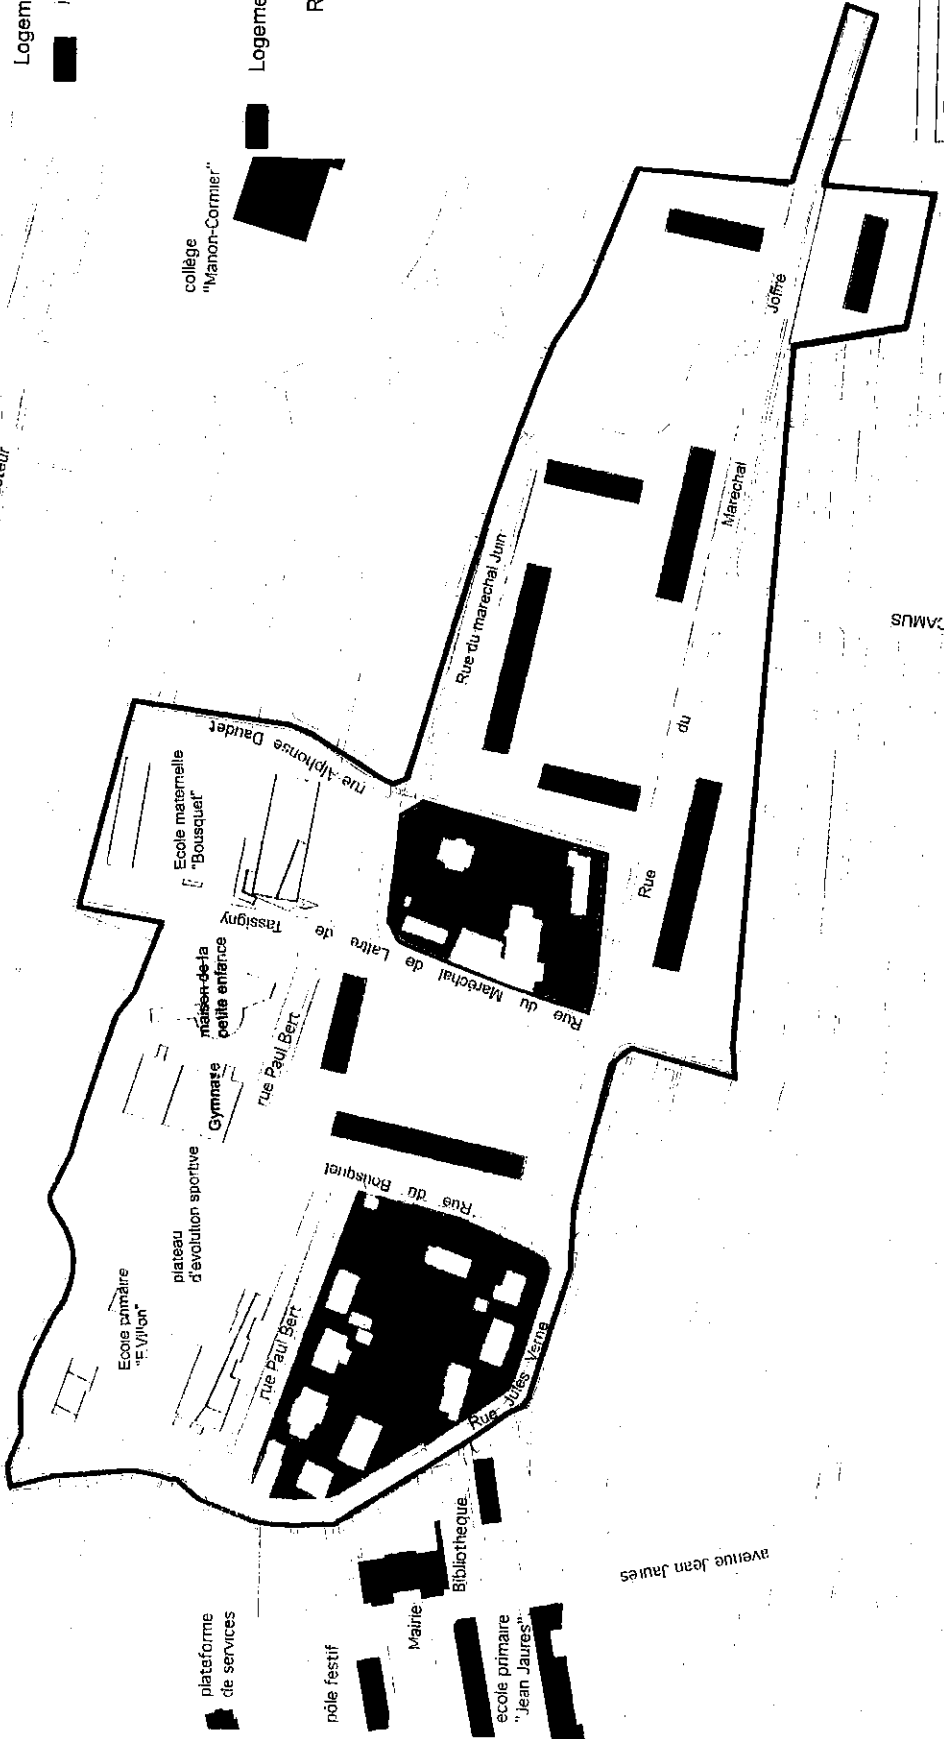 Logem
Logeme
R
collège
"Manon-Cormier"
Joffre
Maréchal
du
Rue
Rue du marechal Juin
CAMUS
rue Alphonse Daudet
Ecole maternelle
"Bousquet"
Rue du Maréchal de Lattre de Tassigny
maison de la
petite enfance
rue Paul Bert
Gymnase
plateau
d'evolution sportive
Rue du Bousquet
Ecole primaire
"F.Villon"
rue Paul Bert
Rue Jules Verne
Bibliotheque
Mairie
avenue Jean Jaures
plateforme
de services
pôle festif
ecole primaire
"Jean Jaures"